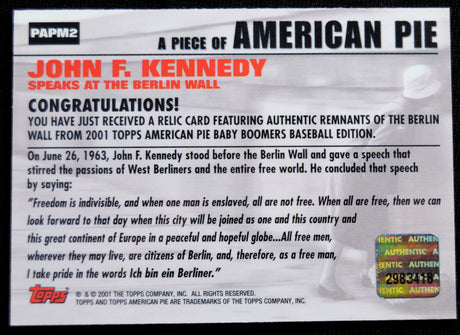 PAPM2
A PIECE OF AMERICAN PIE
JOHN F. KENNEDY
SPEAKS AT THE BERLIN WALL
CONGRATULATIONS!
YOU HAVE JUST RECEIVED A RELIC CARD FEATURING AUTHENTIC REMNANTS OF THE BERLIN
WALL FROM 2001 TOPPS AMERICAN PIE BABY BOOMERS BASEBALL EDITION.
On June 26, 1963, John F. Kennedy stood before the Berlin Wall and gave a speech that
stirred the passions of West Berliners and the entire free world. He concluded that speech
by saying:
"Freedom is indivisible, and when one man is enslaved, all are not free. When all are free, then we can
look forward to that day when this city will be joined as one and this country and
this great continent of Europe in a peaceful and hopeful globe...All free men,
wherever they may live, are citizens of Berlin, and, therefore, as a free man,
I take pride in the words Ich bin ein Berliner."
HENTIC AUTHEN
Topps
® & © 2001 THE TOPPS COMPANY, INC. ALL RIGHTS RESERVED.
TOPPS AND TOPPS AMERICAN PIE ARE TRADEMARKS OF THE TOPPS COMPANY, INC.